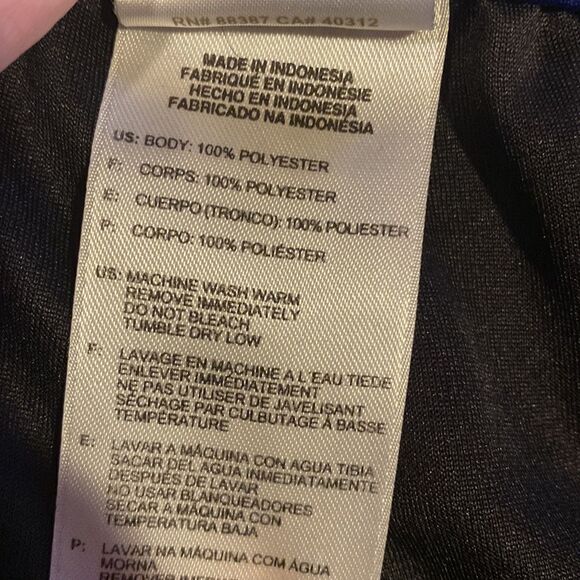 RN# 88387 CA# 40312
MADE IN INDONESIA
FABRIQUÉ EN INDONÉSIE
HECHO EN INDONESIA
FABRICADO NA INDONÉSIA
US: BODY: 100% POLYESTER
F: CORPS: 100% POLYESTER
E: CUERPO (TRONCO): 100% POLIESTER
P: CORPO: 100% POLIÉSTER
US: MACHINE WASH WARM
REMOVE IMMEDIATELY
DO NOT BLEACH
TUMBLE DRY LOW
F: LAVAGE EN MACHINE A L'EAU TIEDE
ENLEVER IMMÉDIATEMENT
NE PAS UTILISER DE JAVELISANT
SÉCHAGE PAR CULBUTAGE À BASSE
TEMPÉRATURE
E: LAVAR A MÁQUINA CON AGUA TIBIA
SACAR DEL AGUA INMEDIATAMENTE
DESPUÉS DE LAVAR
NO USAR BLANQUEADORES
SECAR A MÁQUINA CON
TEMPERATURA BAJA
P: LAVAR NA MÁQUINA COM ÁGUA
MORNA